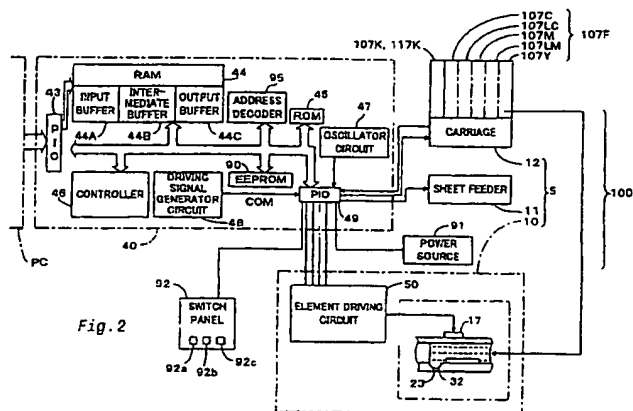 107C
107LC
107M
107LM
107Y
107F
107K, 117K
RAM
44
95
43
PIO
INPUT BUFFER
INTER-MEDIATE BUFFER
OUTPUT BUFFER
ADDRESS DECODER
ROM
45
47
44A
44B
44C
OSCILLATOR CIRCUIT
CARRIAGE
12
90
EEPROM
CONTROLLER
DRIVING SIGNAL GENERATOR CIRCUIT
COM
PIO
SHEET FEEDER
5
100
46
48
49
11
10
40
PC
91
POWER SOURCE
92
50
SWITCH PANEL
ELEMENT DRIVING CIRCUIT
17
Fig.2
92a
92b
92c
23
32